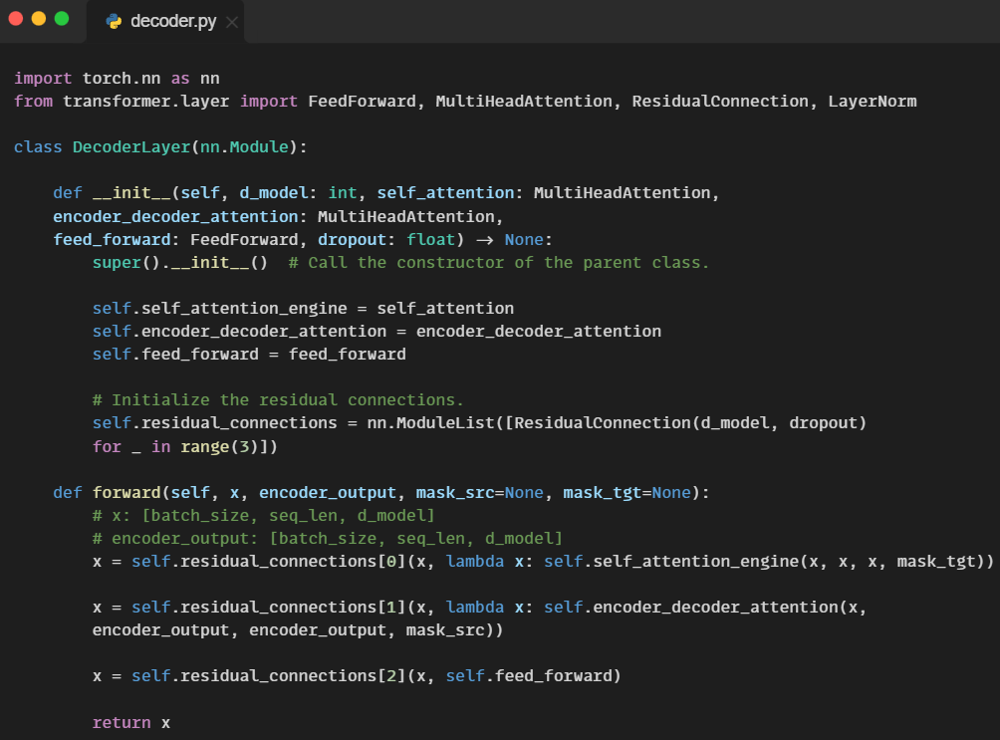 decoder.py
import torch.nn as nn
from transformer.layer import FeedForward, MultiHeadAttention, ResidualConnection, LayerNorm
class DecoderLayer(nn.Module):
def __init__(self, d_model: int, self_attention: MultiHeadAttention,
encoder_decoder_attention: MultiHeadAttention,
feed_forward: FeedForward, dropout: float) -> None:
super().__init__()  # Call the constructor of the parent class.
self.self_attention_engine = self_attention
self.encoder_decoder_attention = encoder_decoder_attention
self.feed_forward = feed_forward
# Initialize the residual connections.
self.residual_connections = nn.ModuleList([ResidualConnection(d_model, dropout)
for _ in range(3)])
def forward(self, x, encoder_output, mask_src=None, mask_tgt=None):
# x: [batch_size, seq_len, d_model]
# encoder_output: [batch_size, seq_len, d_model]
x = self.residual_connections[0](x, lambda x: self.self_attention_engine(x, x, x, mask_tgt))
x = self.residual_connections[1](x, lambda x: self.encoder_decoder_attention(x,
encoder_output, encoder_output, mask_src))
x = self.residual_connections[2](x, self.feed_forward)
return x